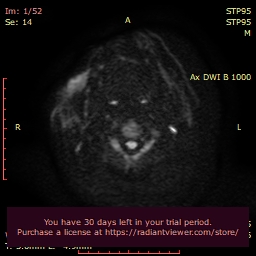 Im: 1/52
Se: 14
A
STP95
STP95
M
Ax DWI B 1000
R
L
You have 30 days left in your trial period.
Purchase a license at https://radiantviewer.com/store/